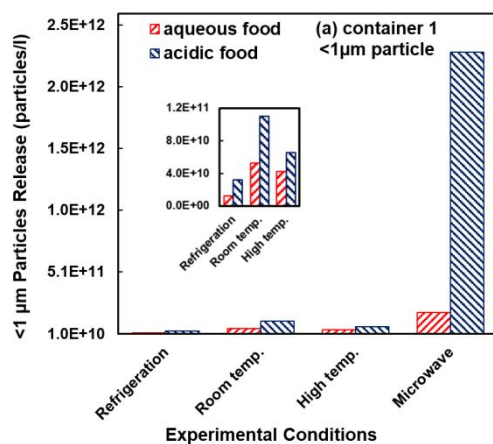 2.5E+12
2.0E+12
1.5E+12
1.0E+12
5.1E+11
1.0E+10
<1 µm Particles Release (particles/l)
aqueous food
acidic food
(a) container 1
<1µm particle
1.2E+11
8.0E+10
4.0E+10
0.0E+00
Refrigeration
Room temp.
High temp.
Refrigeration
Room temp.
High temp.
Microwave
Experimental Conditions